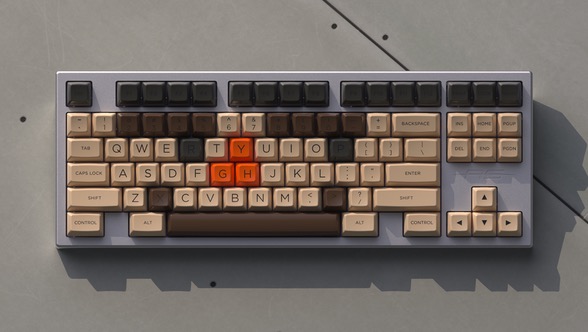 ~ ! ^ 6 & 7 + = BACKSPACE INS HOME PGUP
TAB Q W E T Y U I O P { [ } ] | \ DEL END PGDN
CAPS LOCK A S D F G H J K L : ; " ' ENTER
SHIFT Z C V B N M < , ? / SHIFT
CONTROL ALT ALT CONTROL